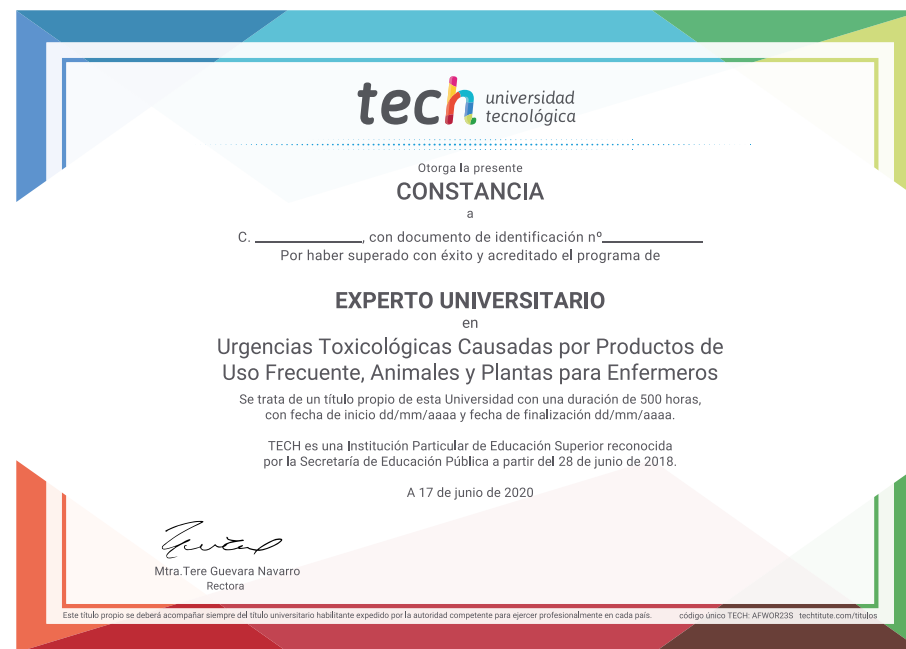 tech universidad
tecnológica
Otorga la presente
CONSTANCIA
a
C. ____________, con documento de identificación nº____________
Por haber superado con éxito y acreditado el programa de
EXPERTO UNIVERSITARIO
en
Urgencias Toxicológicas Causadas por Productos de
Uso Frecuente, Animales y Plantas para Enfermeros
Se trata de un título propio de esta Universidad con una duración de 500 horas,
con fecha de inicio dd/mm/aaaa y fecha de finalización dd/mm/aaaa.
TECH es una Institución Particular de Educación Superior reconocida
por la Secretaría de Educación Pública a partir del 28 de junio de 2018.
A 17 de junio de 2020
Mtra.Tere Guevara Navarro
Rectora
Este título propio se deberá acompañar siempre del título universitario habilitante expedido por la autoridad competente para ejercer profesionalmente en cada país. código único TECH: AFWOR23S techtitute.com/títulos